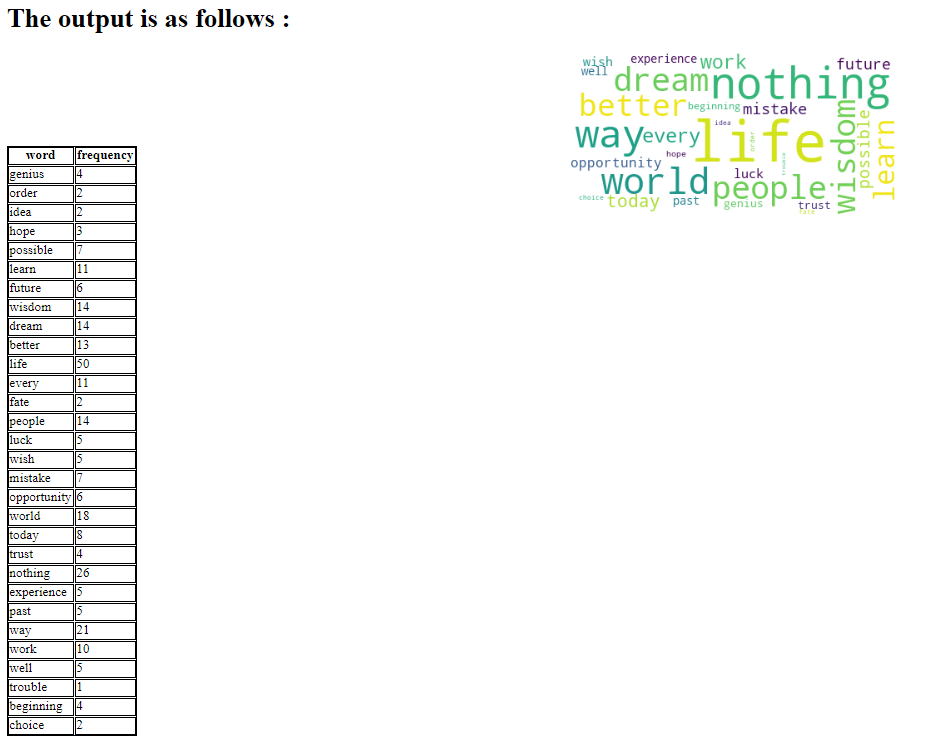 The output is as follows :
word frequency
genius 4
order 2
idea 2
hope 3
possible 7
learn 11
future 6
wisdom 14
dream 14
better 13
life 50
every 11
fate 2
people 14
luck 5
wish 5
mistake 7
opportunity 6
world 18
today 8
trust 4
nothing 26
experience 5
past 5
way 21
work 10
well 5
trouble 1
beginning 4
choice 2
wish
experience
work
future
well
dream
nothing
better
beginning
mistake
way
every
idea
life
order
wisdom
possible
learn
opportunity
hope
trouble
world
luck
people
choice
today
past
genius
trust
fate